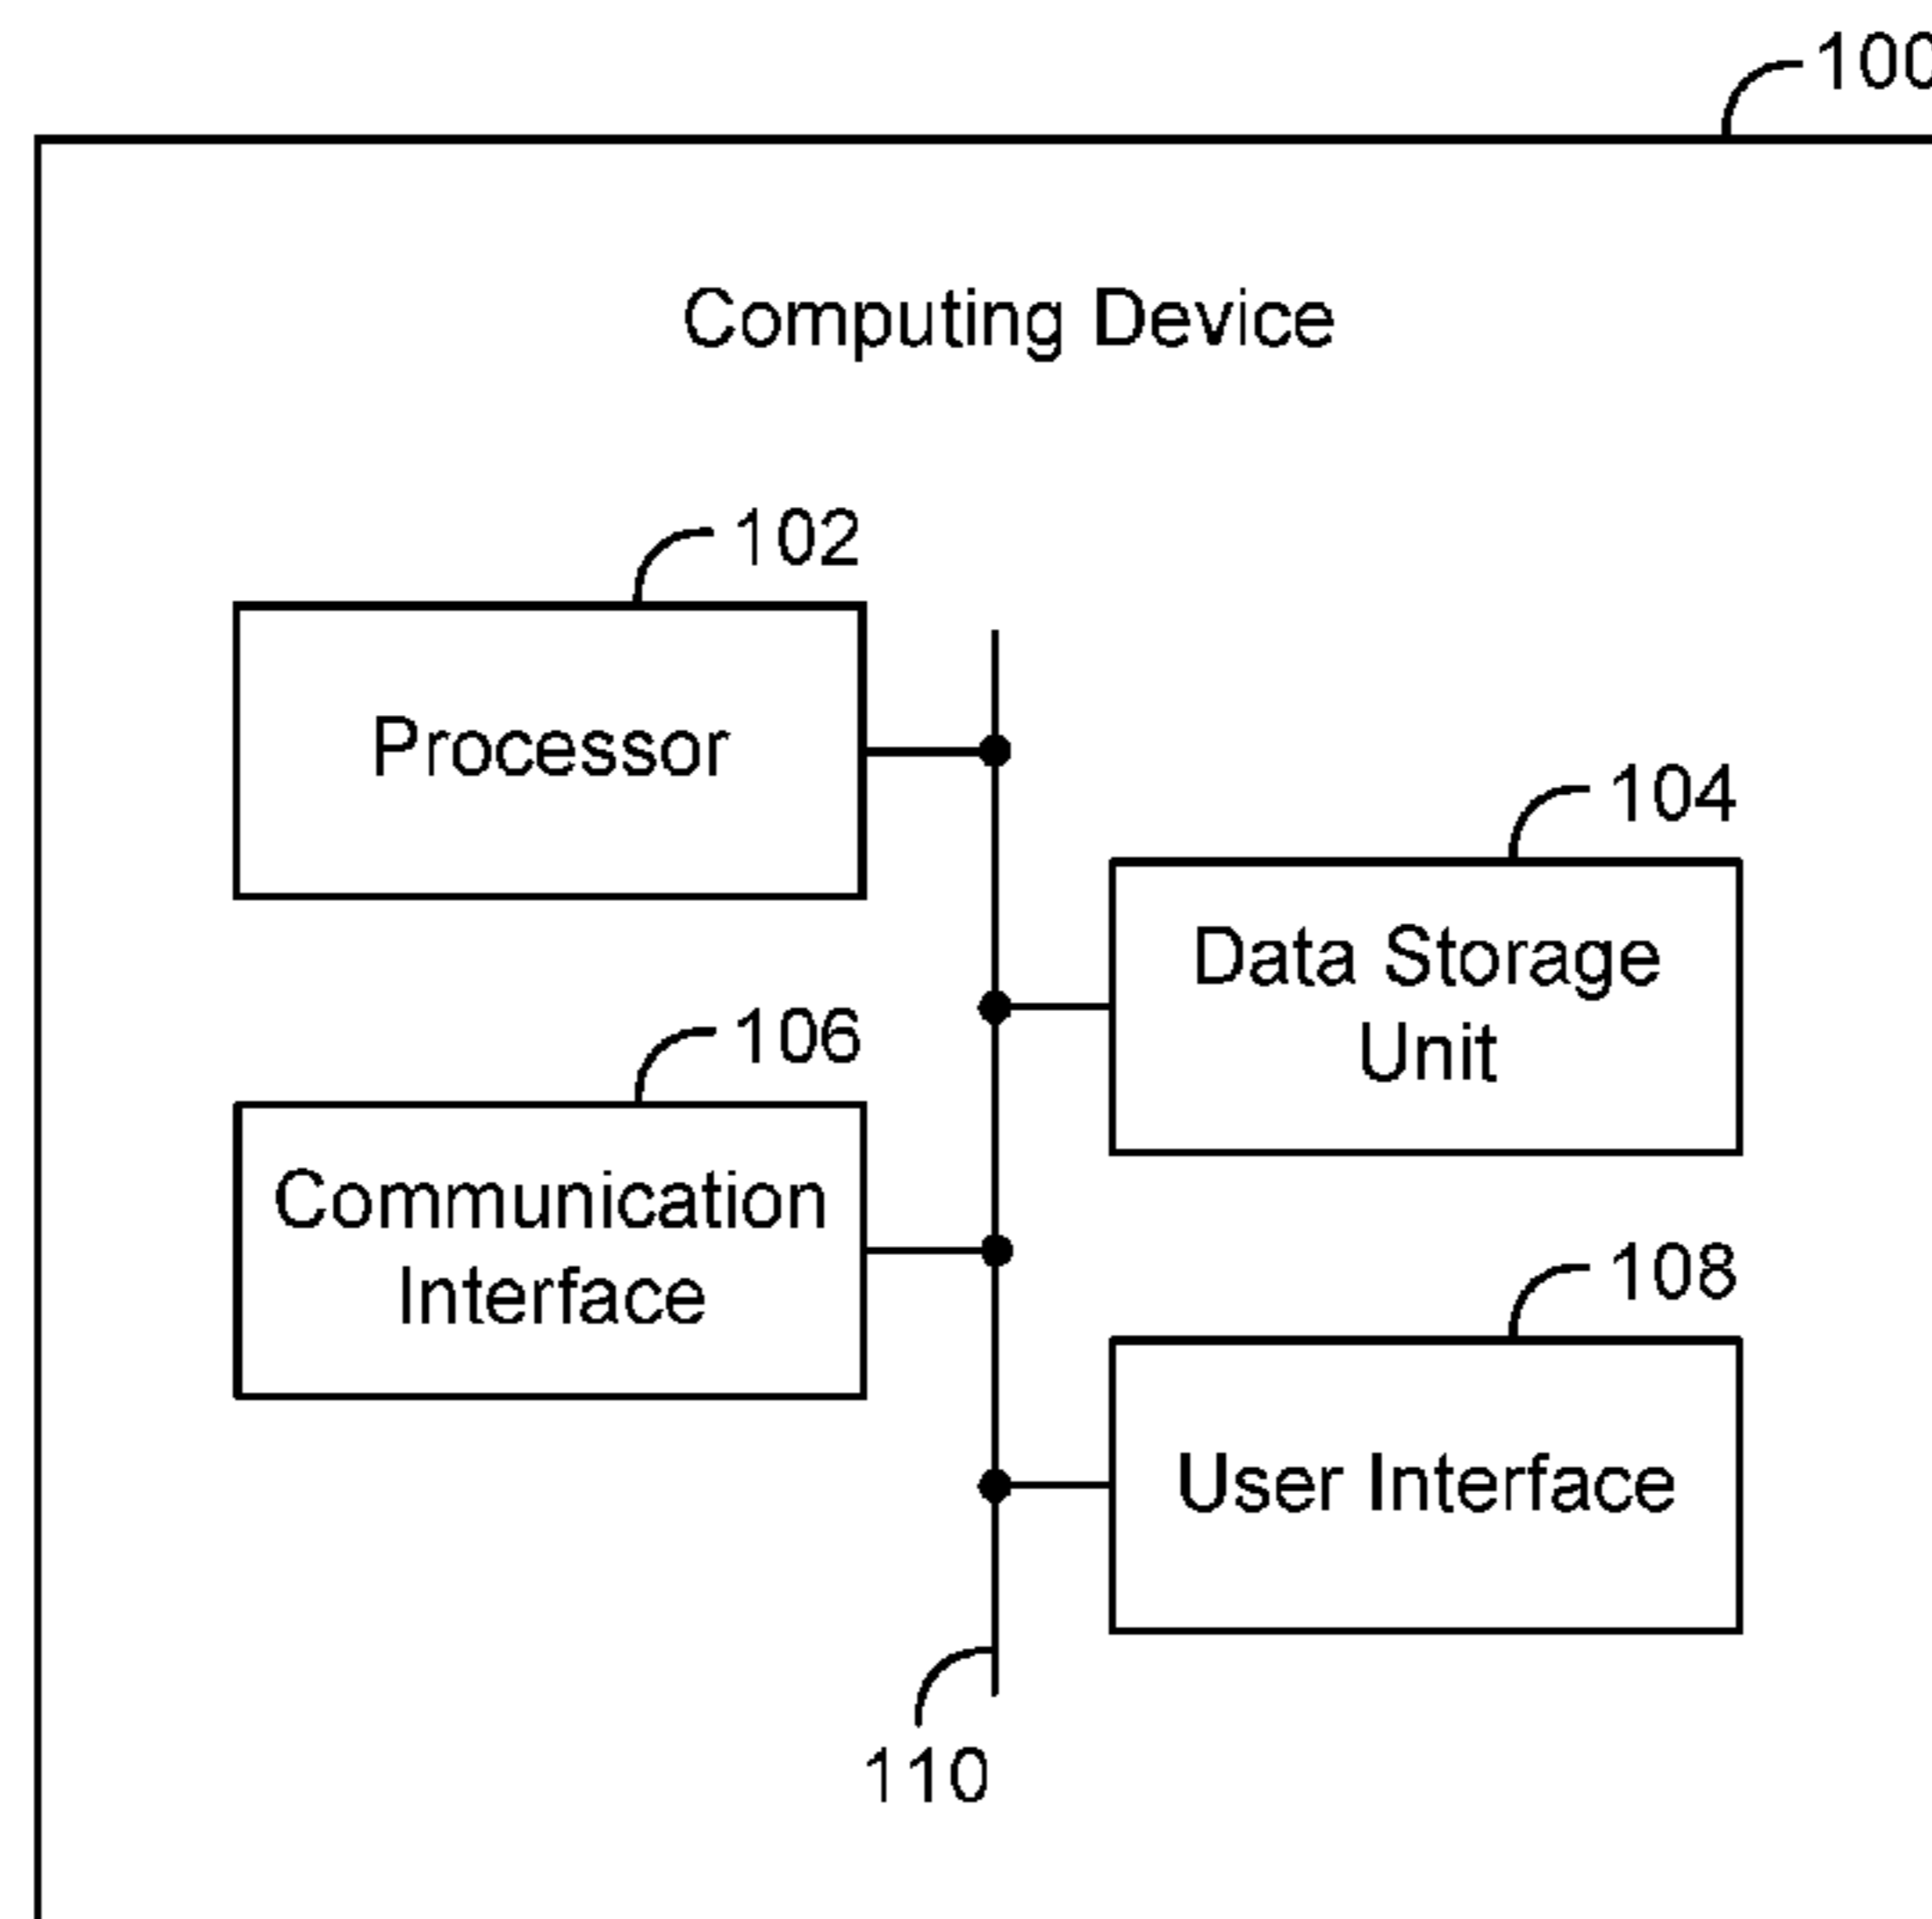 100
Computing Device
102
Processor
104
Data Storage
Unit
106
Communication
Interface
108
User Interface
110